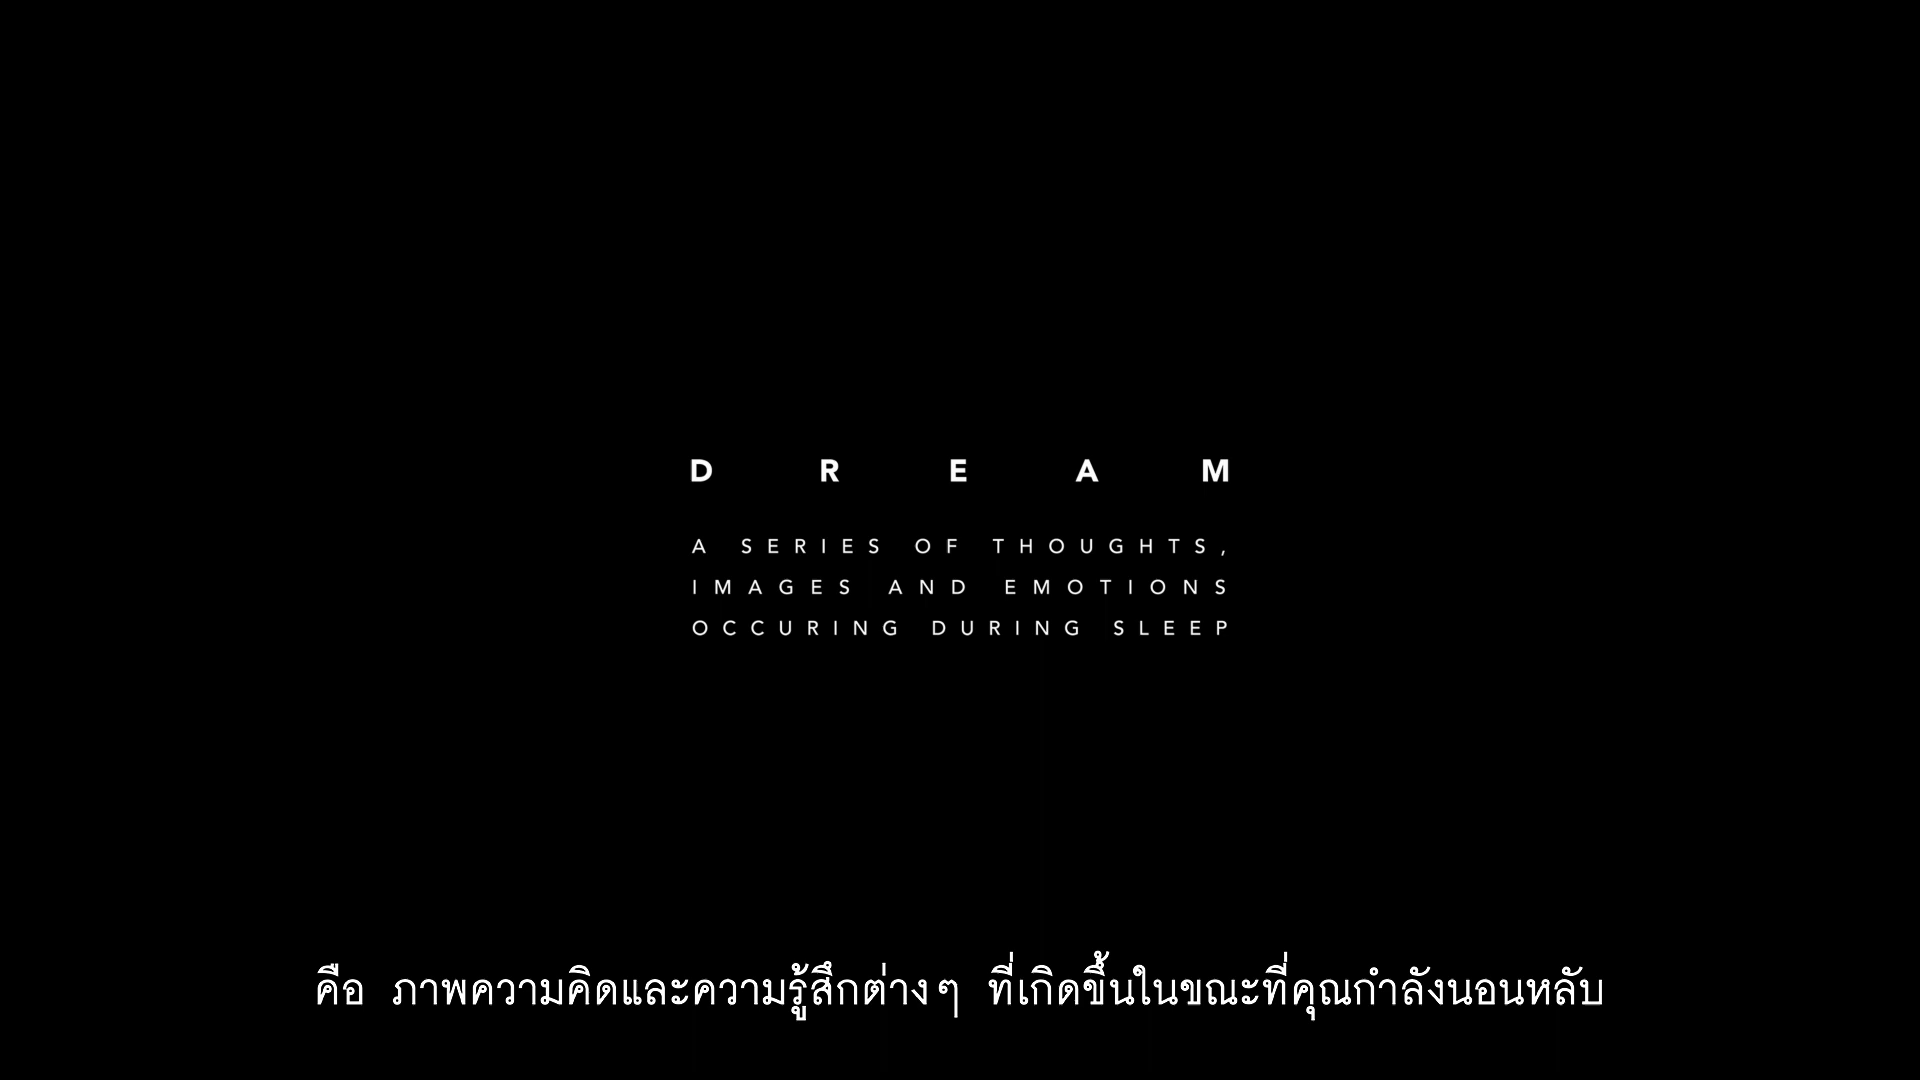 DREAM
A SERIES OF THOUGHTS,
IMAGES AND EMOTIONS
OCCURING DURING SLEEP
คือ ภาพความคิดและความรู้สึกต่างๆ ที่เกิดขึ้นในขณะที่คุณกำลังนอนหลับ